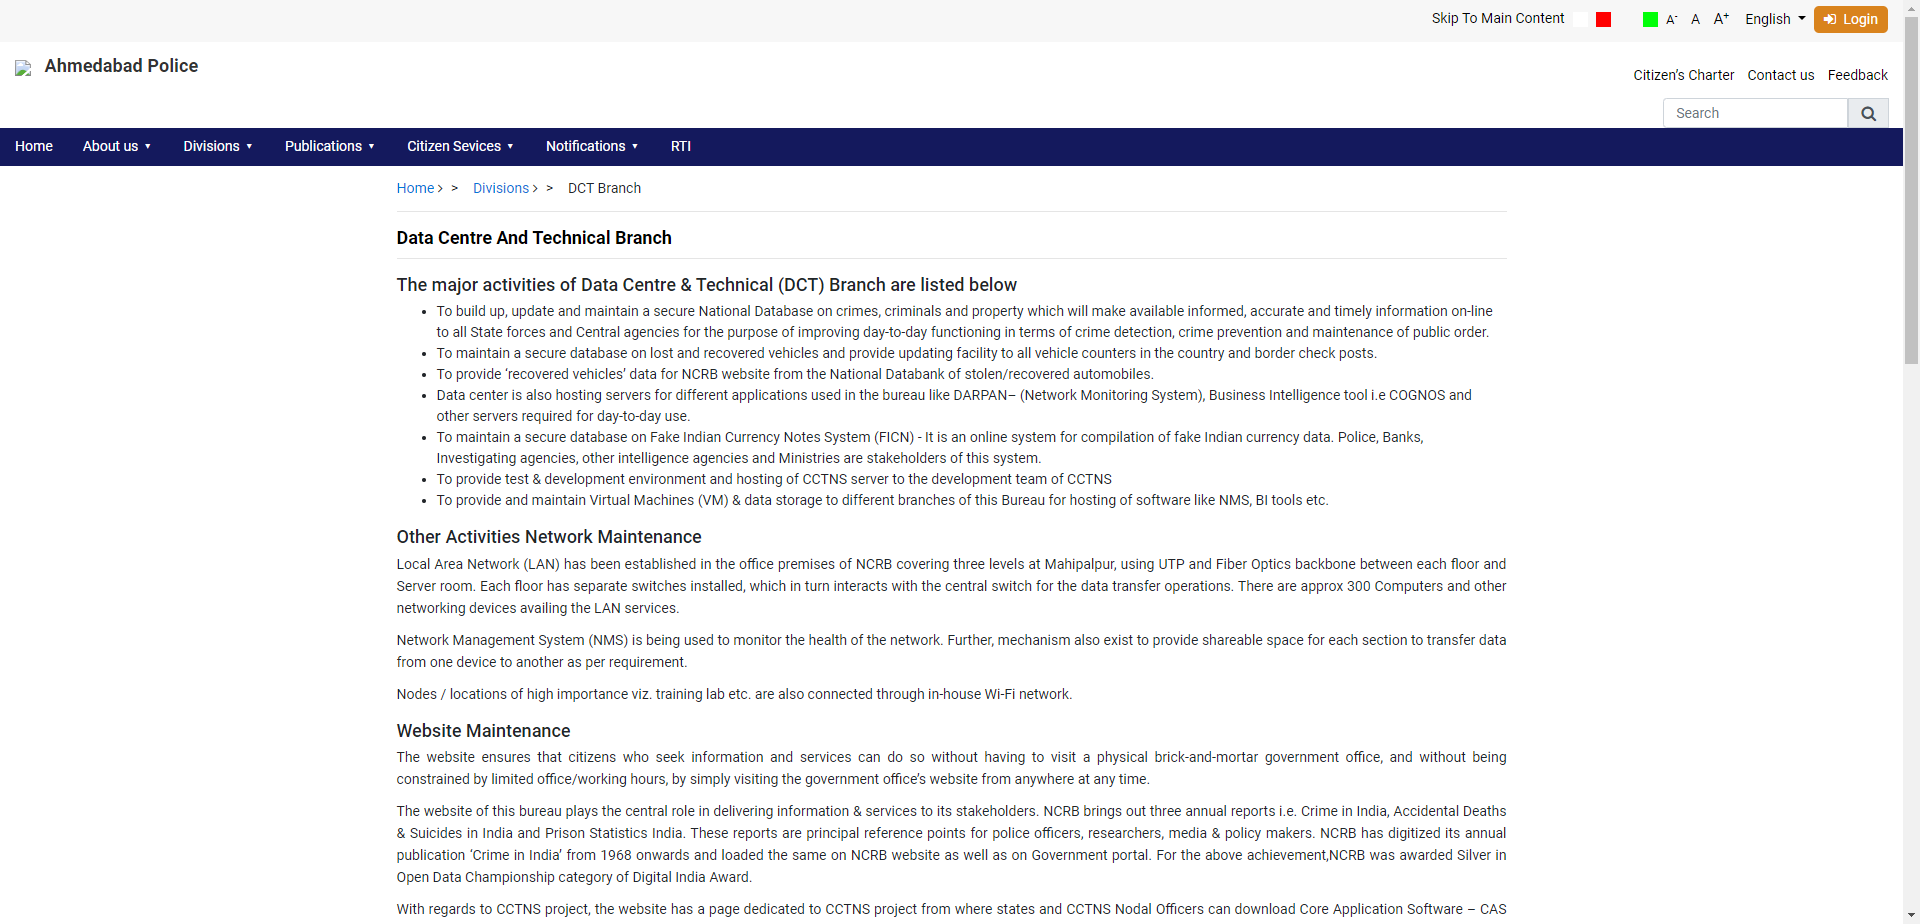 Skip To Main Content A- A A+ English Login
Ahmedabad Police
Citizen's Charter Contact us Feedback
Search
Home About us Divisions Publications Citizen Sevices Notifications RTI
Home > > Divisions > > DCT Branch
Data Centre And Technical Branch
The major activities of Data Centre & Technical (DCT) Branch are listed below
• To build up, update and maintain a secure National Database on crimes, criminals and property which will make available informed, accurate and timely information on-line
to all State forces and Central agencies for the purpose of improving day-to-day functioning in terms of crime detection, crime prevention and maintenance of public order.
• To maintain a secure database on lost and recovered vehicles and provide updating facility to all vehicle counters in the country and border check posts.
• To provide ‘recovered vehicles’ data for NCRB website from the National Databank of stolen/recovered automobiles.
• Data center is also hosting servers for different applications used in the bureau like DARPAN– (Network Monitoring System), Business Intelligence tool i.e COGNOS and
other servers required for day-to-day use.
• To maintain a secure database on Fake Indian Currency Notes System (FICN) - It is an online system for compilation of fake Indian currency data. Police, Banks,
Investigating agencies, other intelligence agencies and Ministries are stakeholders of this system.
• To provide test & development environment and hosting of CCTNS server to the development team of CCTNS
• To provide and maintain Virtual Machines (VM) & data storage to different branches of this Bureau for hosting of software like NMS, BI tools etc.
Other Activities Network Maintenance
Local Area Network (LAN) has been established in the office premises of NCRB covering three levels at Mahipalpur, using UTP and Fiber Optics backbone between each floor and
Server room. Each floor has separate switches installed, which in turn interacts with the central switch for the data transfer operations. There are approx 300 Computers and other
networking devices availing the LAN services.
Network Management System (NMS) is being used to monitor the health of the network. Further, mechanism also exist to provide shareable space for each section to transfer data
from one device to another as per requirement.
Nodes / locations of high importance viz. training lab etc. are also connected through in-house Wi-Fi network.
Website Maintenance
The website ensures that citizens who seek information and services can do so without having to visit a physical brick-and-mortar government office, and without being
constrained by limited office/working hours, by simply visiting the government office’s website from anywhere at any time.
The website of this bureau plays the central role in delivering information & services to its stakeholders. NCRB brings out three annual reports i.e. Crime in India, Accidental Deaths
& Suicides in India and Prison Statistics India. These reports are principal reference points for police officers, researchers, media & policy makers. NCRB has digitized its annual
publication ‘Crime in India’ from 1968 onwards and loaded the same on NCRB website as well as on Government portal. For the above achievement,NCRB was awarded Silver in
Open Data Championship category of Digital India Award.
With regards to CCTNS project, the website has a page dedicated to CCTNS project from where states and CCTNS Nodal Officers can download Core Application Software – CAS